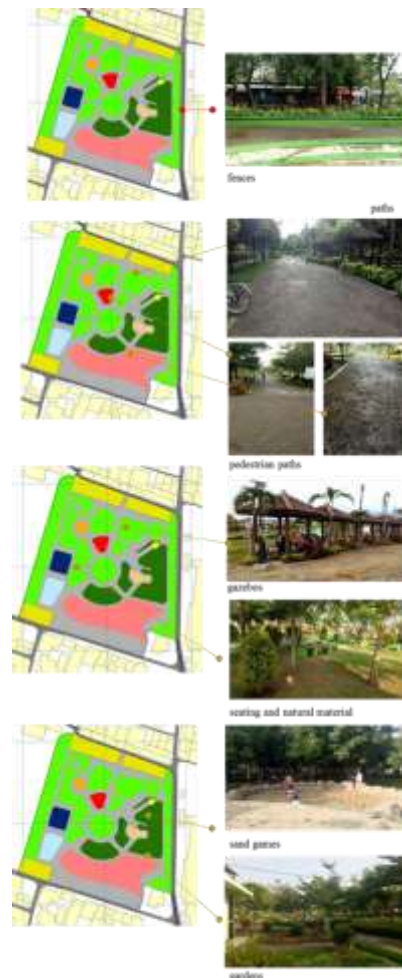 fences
paths
pedestrian paths
gazebos
seating and natural material
sand games
gardens